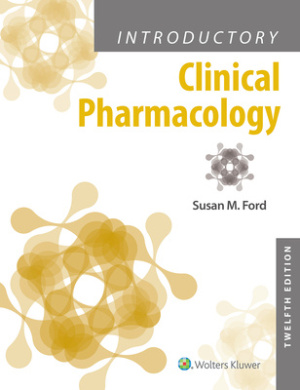 INTRODUCTORY
Clinical
Pharmacology
Susan M. Ford
TWELFTH EDITION
Wolters Kluwer